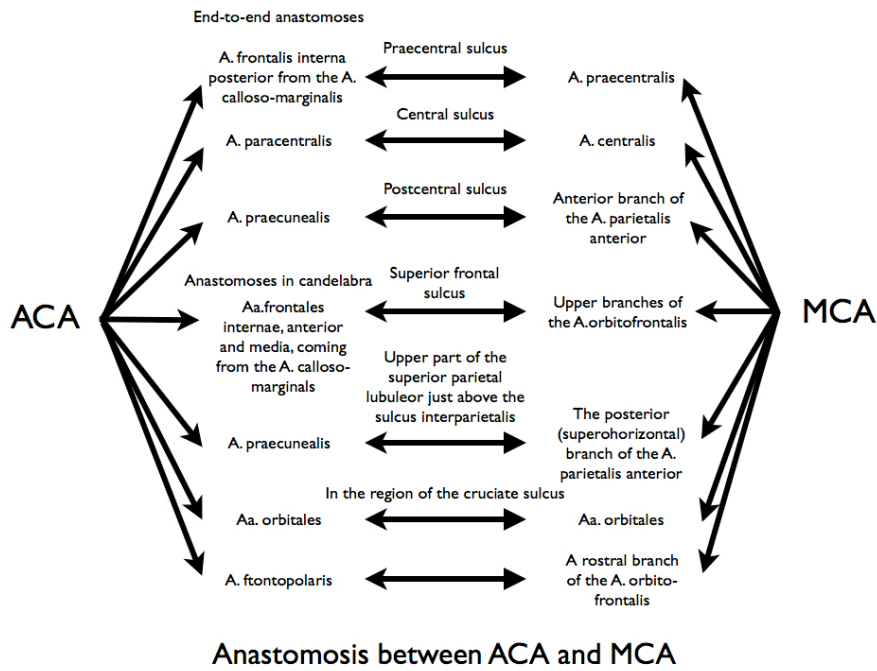 End-to-end anastomoses
A. frontalis interna
posterior from the A.
calloso-marginalis
Praecentral sulcus
A. praecentralis
A. paracentralis
Central sulcus
A. centralis
A. praecunealis
Postcentral sulcus
Anterior branch of
the A. parietalis
anterior
ACA
Anastomoses in candelabra
Aa.frontales
internae, anterior
and media, coming
from the A. calloso-
marginals
Superior frontal
sulcus
Upper branches of
the A.orbitofrontalis
MCA
A. praecunealis
Upper part of the
superior parietal
lubuleor just above the
sulcus interparietalis
The posterior
(superohorizontal)
branch of the A.
parietalis anterior
Aa. orbitales
In the region of the cruciate sulcus
Aa. orbitales
A. ftontopolaris
A rostral branch
of the A. orbito-
frontalis
Anastomosis between ACA and MCA